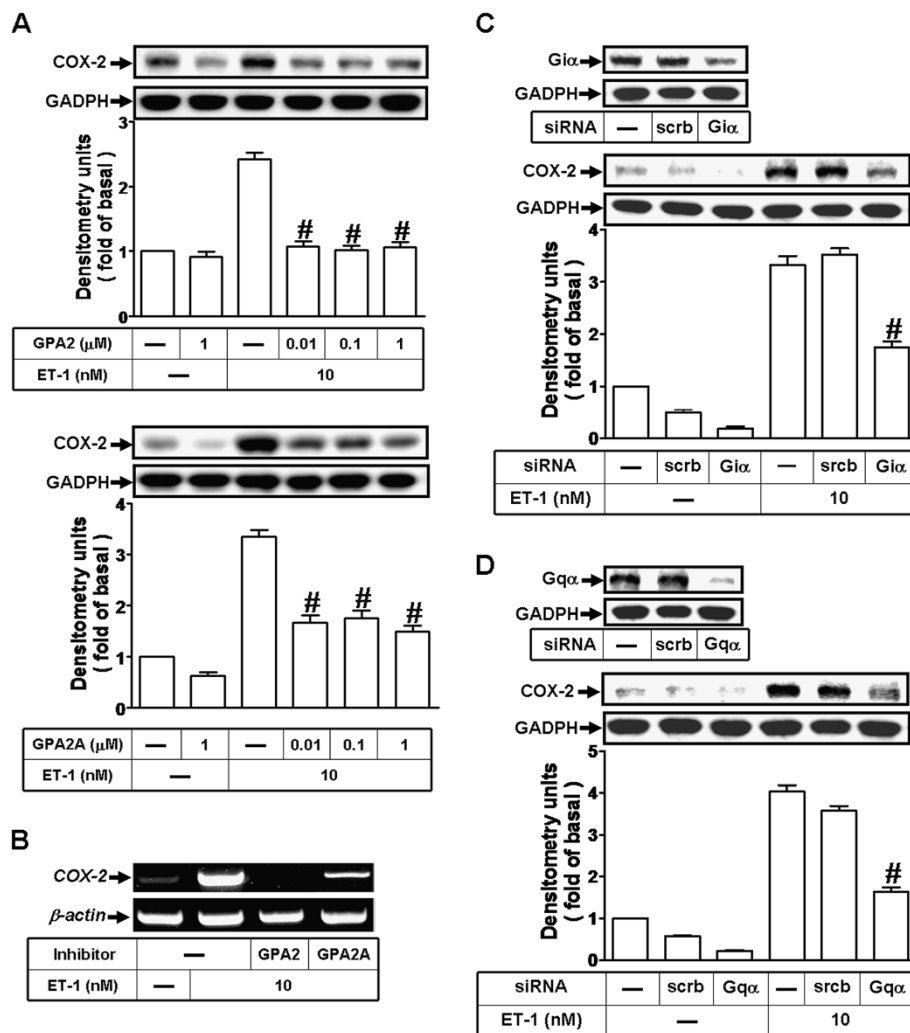 A
COX-2
GADPH
Densitometry units
( fold of basal )
3
2
1
0
# # #
GPA2 (μM) — 1 — 0.01 0.1 1
ET-1 (nM) — 10
COX-2
GADPH
Densitometry units
( fold of basal )
4
3
2
1
0
# # #
GPA2A (μM) — 1 — 0.01 0.1 1
ET-1 (nM) — 10
B
COX-2
β-actin
Inhibitor — GPA2 GPA2A
ET-1 (nM) — 10
C
Giα
GADPH
siRNA — scrb Giα
COX-2
GADPH
Densitometry units
( fold of basal )
4
3
2
1
0
#
siRNA — scrb Giα — srcb Giα
ET-1 (nM) — 10
D
Gqα
GADPH
siRNA — scrb Gqα
COX-2
GADPH
Densitometry units
( fold of basal )
5
4
3
2
1
0
#
siRNA — scrb Gqα — srcb Gqα
ET-1 (nM) — 10